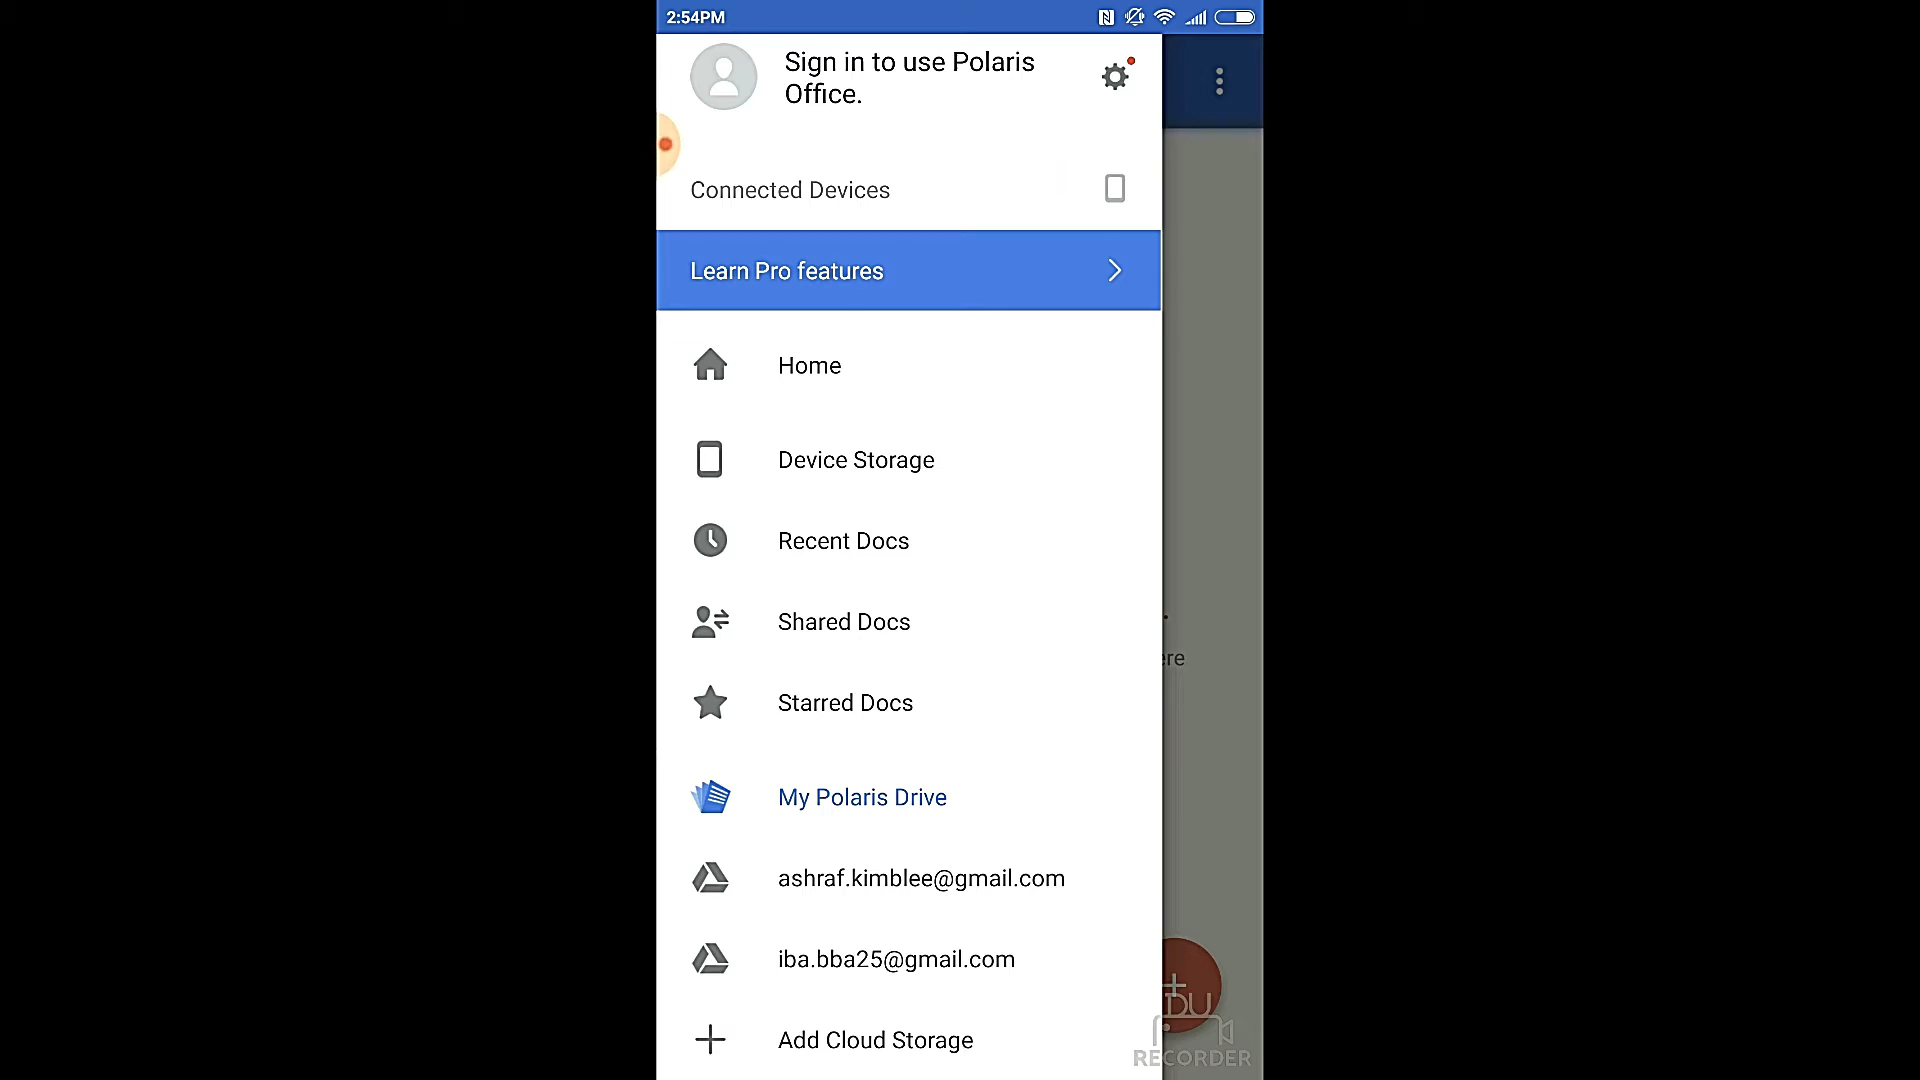 2:54PM
Sign in to use Polaris
Office.
Connected Devices
Learn Pro features
Home
Device Storage
Recent Docs
Shared Docs
ere
Starred Docs
My Polaris Drive
ashraf.kimblee@gmail.com
iba.bba25@gmail.com
Add Cloud Storage
DU
RECORDER